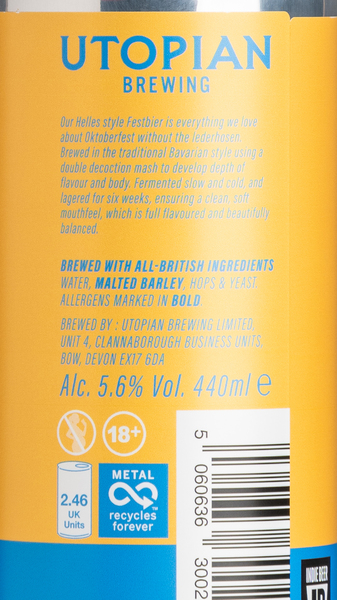 UTOPIAN
BREWING
Our Helles style Festbier is everything we love
about Oktoberfest without the lederhosen.
Brewed in the traditional Bavarian style using a
double decoction mash to develop depth of
flavour and body. Fermented slow and cold, and
lagered for six weeks, ensuring a clean, soft
mouthfeel, which is full flavoured and beautifully
balanced.
BREWED WITH ALL-BRITISH INGREDIENTS
WATER, MALTED BARLEY, HOPS & YEAST.
ALLERGENS MARKED IN BOLD
BREWED BY : UTOPIAN BREWING LIMITED,
UNIT 4, CLANNABOROUGH BUSINESS UNITS,
BOW, DEVON EX17 6DA
Alc. 5.6% Vol. 440ml e
18+
2.46
UK
Units
METAL
TM
recycles
forever
5 060636 3002
INDIE BEER